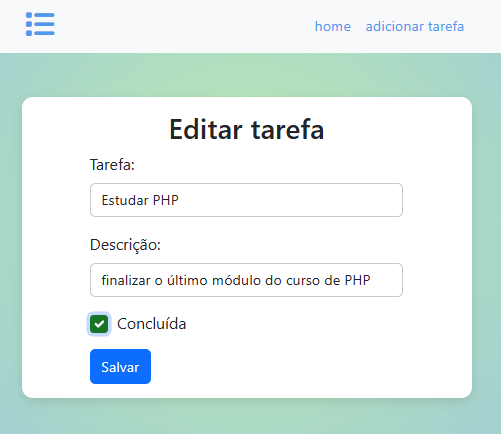 home adicionar tarefa
Editar tarefa
Tarefa:
Estudar PHP
Descrição:
finalizar o último módulo do curso de PHP
Concluída
Salvar